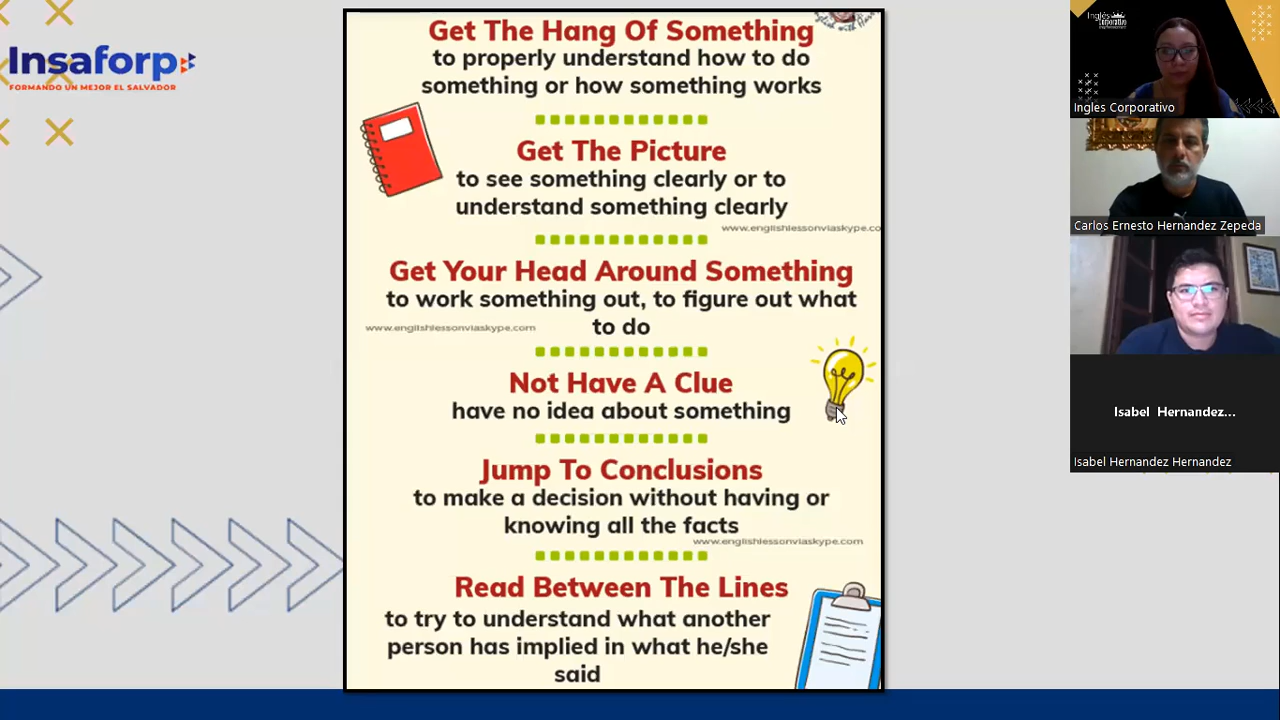 Insaforp
FORMANDO UN MEJOR EL SALVADOR
Get The Hang Of Something
to properly understand how to do
something or how something works
Get The Picture
to see something clearly or to
understand something clearly
www.englishlessonviaskype.co
Get Your Head Around Something
to work something out, to figure out what
to do
www.englishlessonviaskype.com
Not Have A Clue
have no idea about something
Jump To Conclusions
to make a decision without having or
knowing all the facts
www.englishlessonviaskype.com
Read Between The Lines
to try to understand what another
person has implied in what he/she
said
Inglés
Corporativo
Ingles Corporativo
Carlos Ernesto Hernandez Zepeda
Isabel Hernandez...
Isabel Hernandez Hernandez